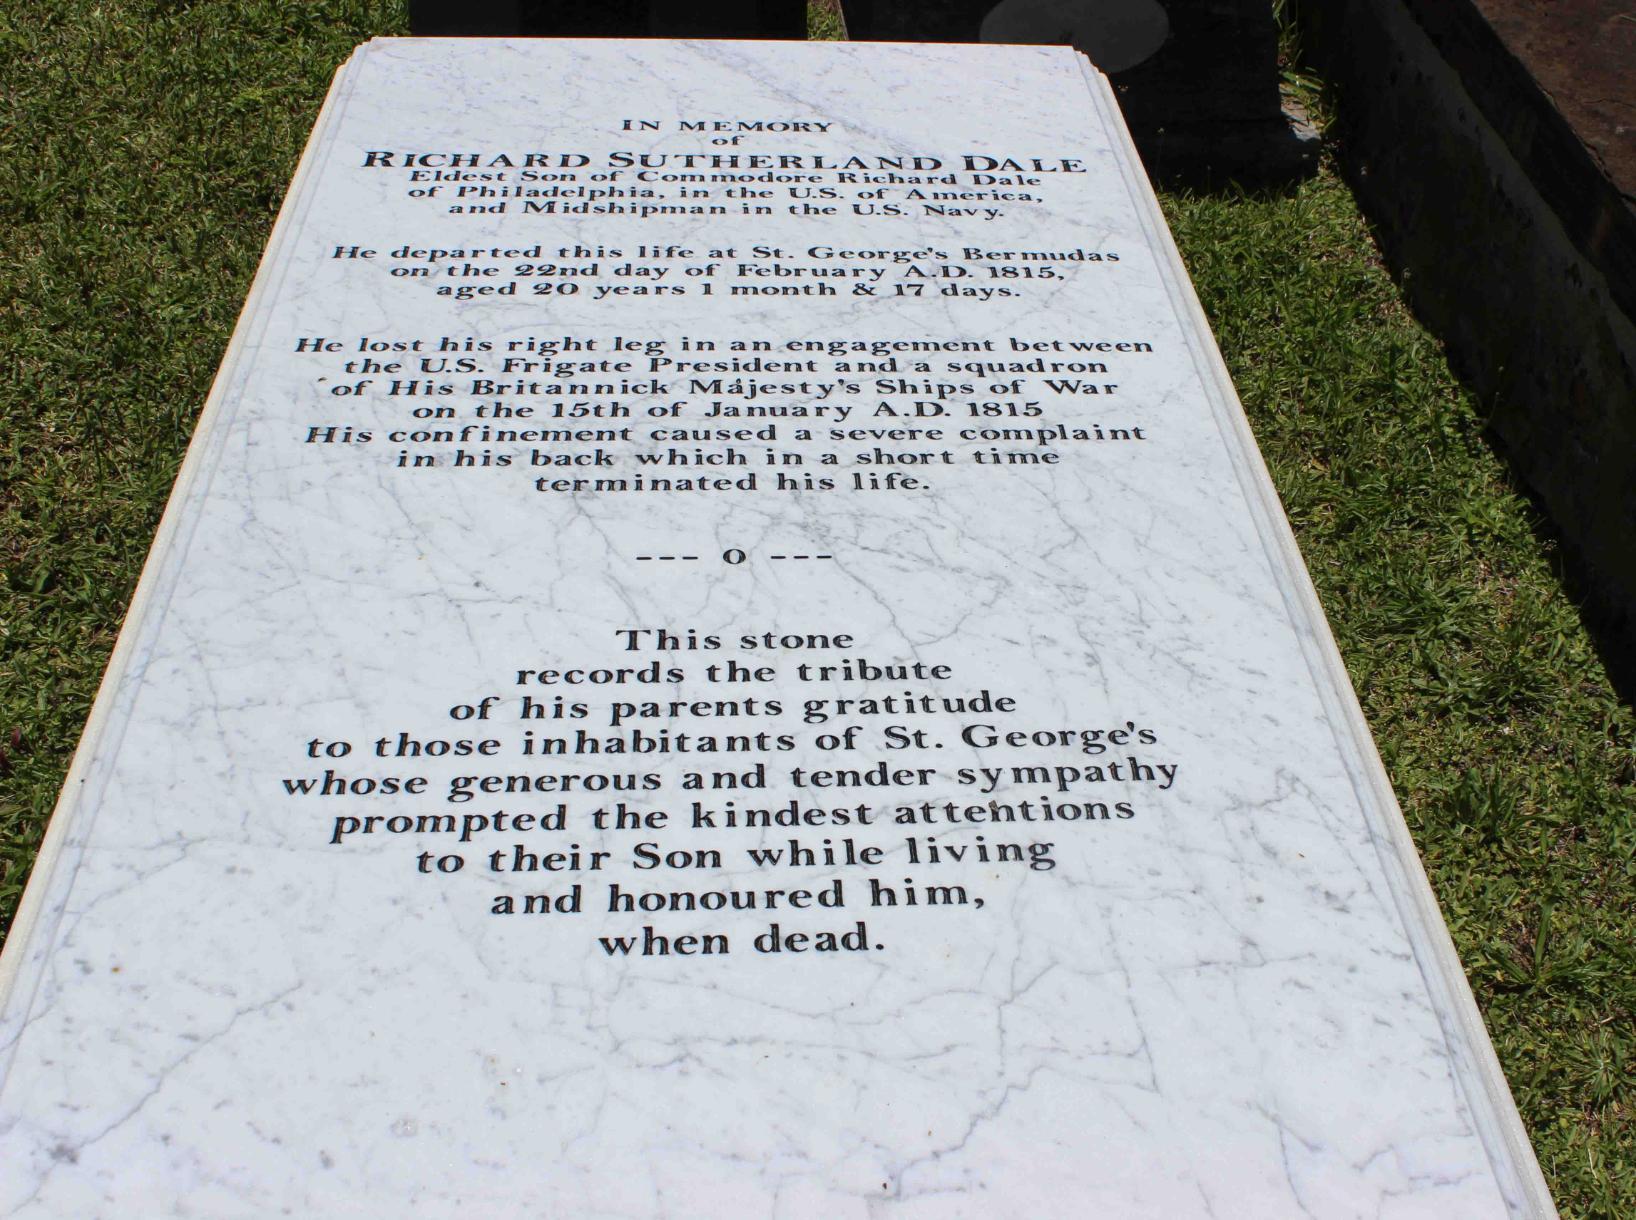 IN MEMORY
of
RICHARD SUTHERLAND DALE
Eldest Son of Commodore Richard Dale
of Philadelphia, in the U.S. of America,
and Midshipman in the U.S. Navy.
He departed this life at St. George's Bermudas
on the 22nd day of February A.D. 1815,
aged 20 years 1 month & 17 days.
He lost his right leg in an engagement between
the U.S. Frigate President and a squadron
of His Britannick Majesty's Ships of War
on the 15th of January A.D. 1815
His confinement caused a severe complaint
in his back which in a short time
terminated his life.
--- o ---
This stone
records the tribute
of his parents gratitude
to those inhabitants of St. George's
whose generous and tender sympathy
prompted the kindest attentions
to their Son while living
and honoured him,
when dead.